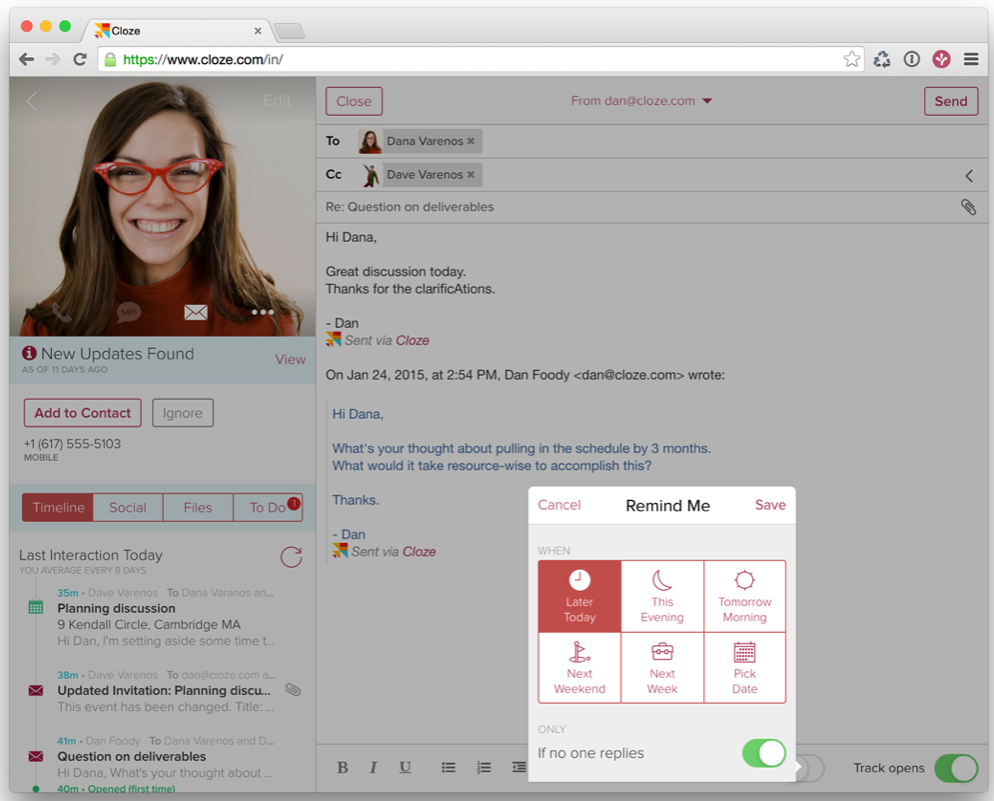 Cloze
https://www.cloze.com/in/
Edit
SMS
New Updates Found
AS OF 11 DAYS AGO
View
Add to Contact
Ignore
+1 (617) 555-5103
MOBILE
Timeline
Social
Files
To Do
1
Last Interaction Today
YOU AVERAGE EVERY 8 DAYS
35m • Dave Varenos To Dana Varanos an...
Planning discussion
9 Kendall Circle, Cambridge MA
Hi Dan, I'm setting aside some time t...
38m • Dave Varenos To dan@cloze.com a...
Updated Invitation: Planning discu...
This event has been changed. Title: ...
41m • Dan Foody To Dana Varenos and D...
Question on deliverables
Hi Dana, What's your thought about ...
40m • Opened (first time)
Close
From dan@cloze.com
Send
To Dana Varenos ×
Cc Dave Varenos ×
Re: Question on deliverables
Hi Dana,
Great discussion today.
Thanks for the clarificAtions.
- Dan
Sent via Cloze
On Jan 24, 2015, at 2:54 PM, Dan Foody <dan@cloze.com> wrote:
Hi Dana,
What's your thought about pulling in the schedule by 3 months.
What would it take resource-wise to accomplish this?
Thanks.
- Dan
Sent via Cloze
Cancel
Remind Me
Save
WHEN
Later
Today
This
Evening
Tomorrow
Morning
Next
Weekend
Next
Week
Pick
Date
ONLY
If no one replies
B I U
Track opens